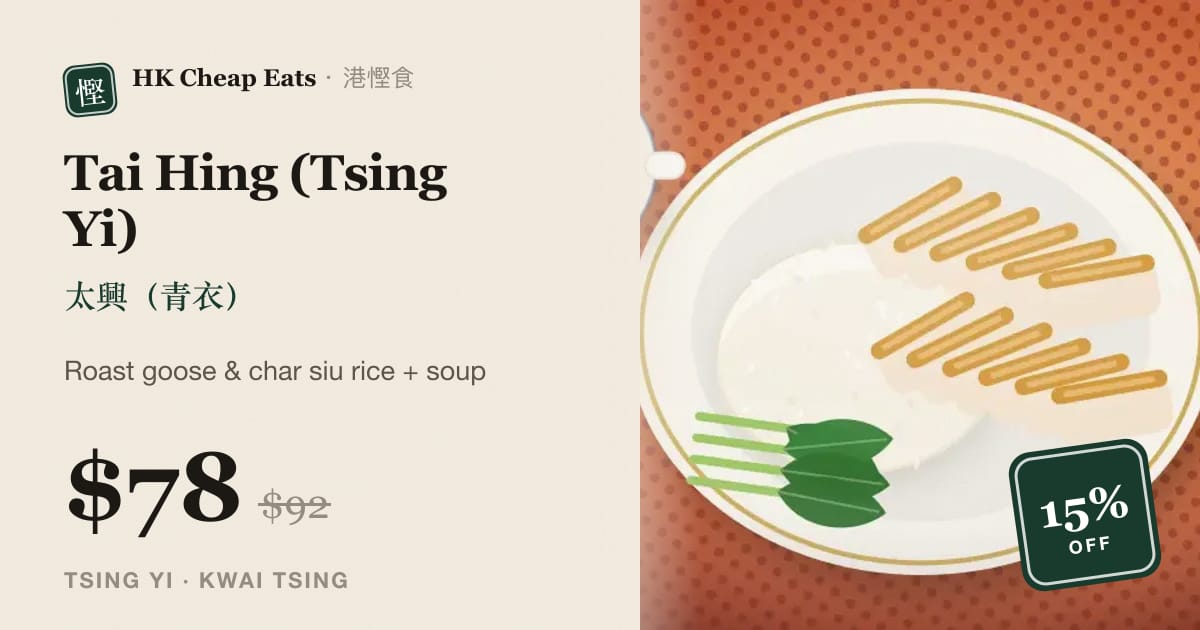 慳
HK Cheap Eats · 港慳食
Tai Hing (Tsing
Yi)
太興（青衣）
Roast goose & char siu rice + soup
$78 $92
TSING YI · KWAI TSING
15%
OFF